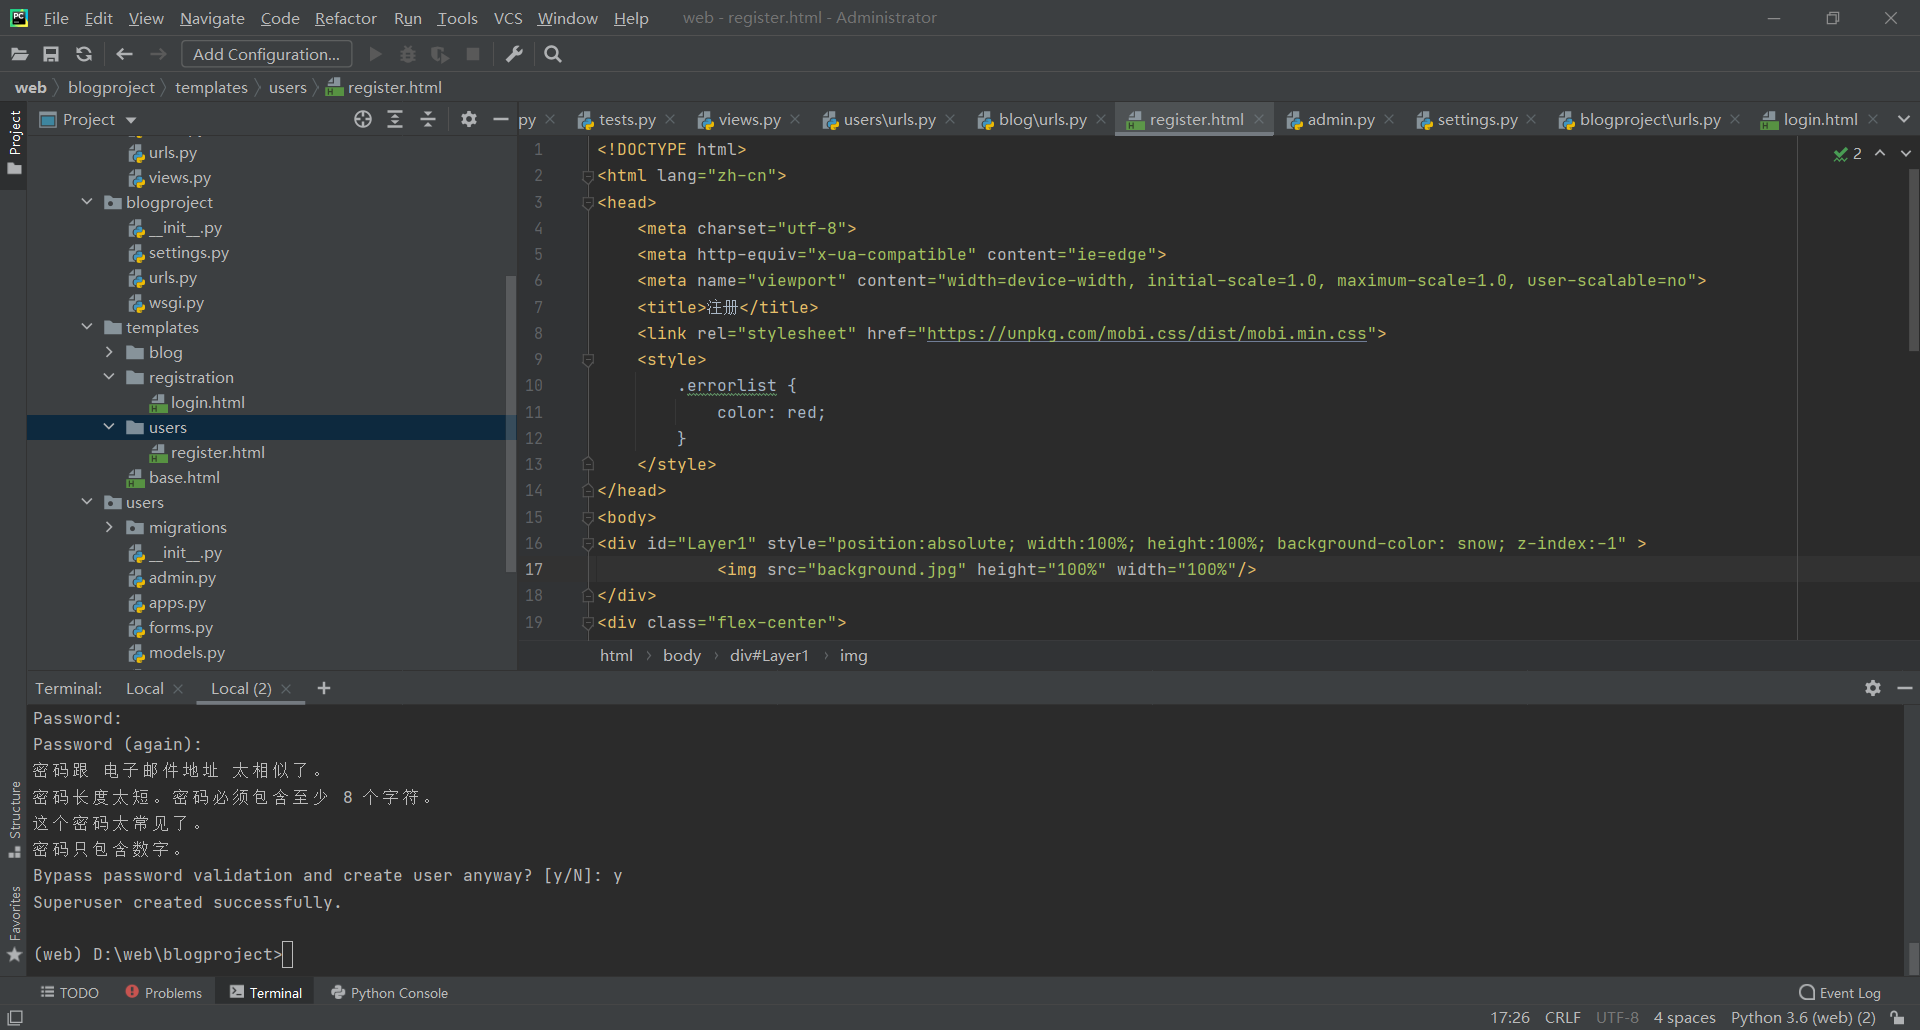 File Edit View Navigate Code Refactor Run Tools VCS Window Help web - register.html - Administrator
Add Configuration...
web blogproject templates users register.html
Project
Project
py tests.py views.py users\urls.py blog\urls.py register.html admin.py settings.py blogproject\urls.py login.html
urls.py
views.py
blogproject
__init__.py
settings.py
urls.py
wsgi.py
templates
blog
registration
login.html
users
register.html
base.html
users
migrations
__init__.py
admin.py
apps.py
forms.py
models.py
2
1 <!DOCTYPE html>
2 <html lang="zh-cn">
3 <head>
4 <meta charset="utf-8">
5 <meta http-equiv="x-ua-compatible" content="ie=edge">
6 <meta name="viewport" content="width=device-width, initial-scale=1.0, maximum-scale=1.0, user-scalable=no">
7 <title>注册</title>
8 <link rel="stylesheet" href="https://unpkg.com/mobi.css/dist/mobi.min.css">
9 <style>
10 .errorlist {
11 color: red;
12 }
13 </style>
14 </head>
15 <body>
16 <div id="Layer1" style="position:absolute; width:100%; height:100%; background-color: snow; z-index:-1" >
17 <img src="background.jpg" height="100%" width="100%"/>
18 </div>
19 <div class="flex-center">
html body div#Layer1 img
Terminal: Local Local (2)
Password:
Password (again):
密码跟 电子邮件地址 太相似了。
密码长度太短。密码必须包含至少 8 个字符。
这个密码太常见了。
密码只包含数字。
Bypass password validation and create user anyway? [y/N]: y
Superuser created successfully.
(web) D:\web\blogproject>
Structure
Favorites
TODO Problems Terminal Python Console Event Log
17:26 CRLF UTF-8 4 spaces Python 3.6 (web) (2)